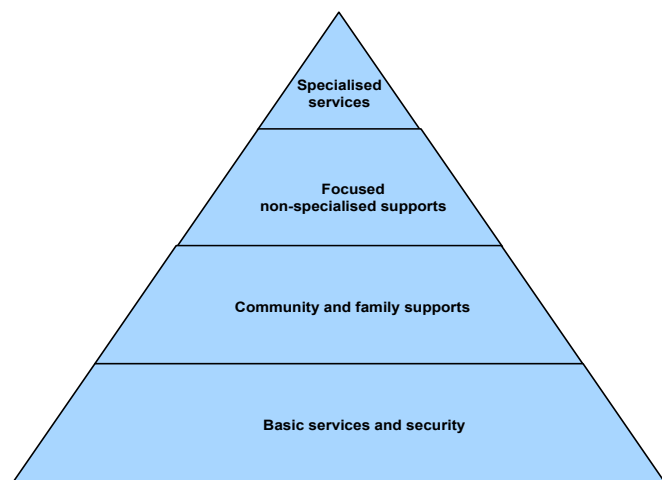 Specialised
services
Focused
non-specialised supports
Community and family supports
Basic services and security